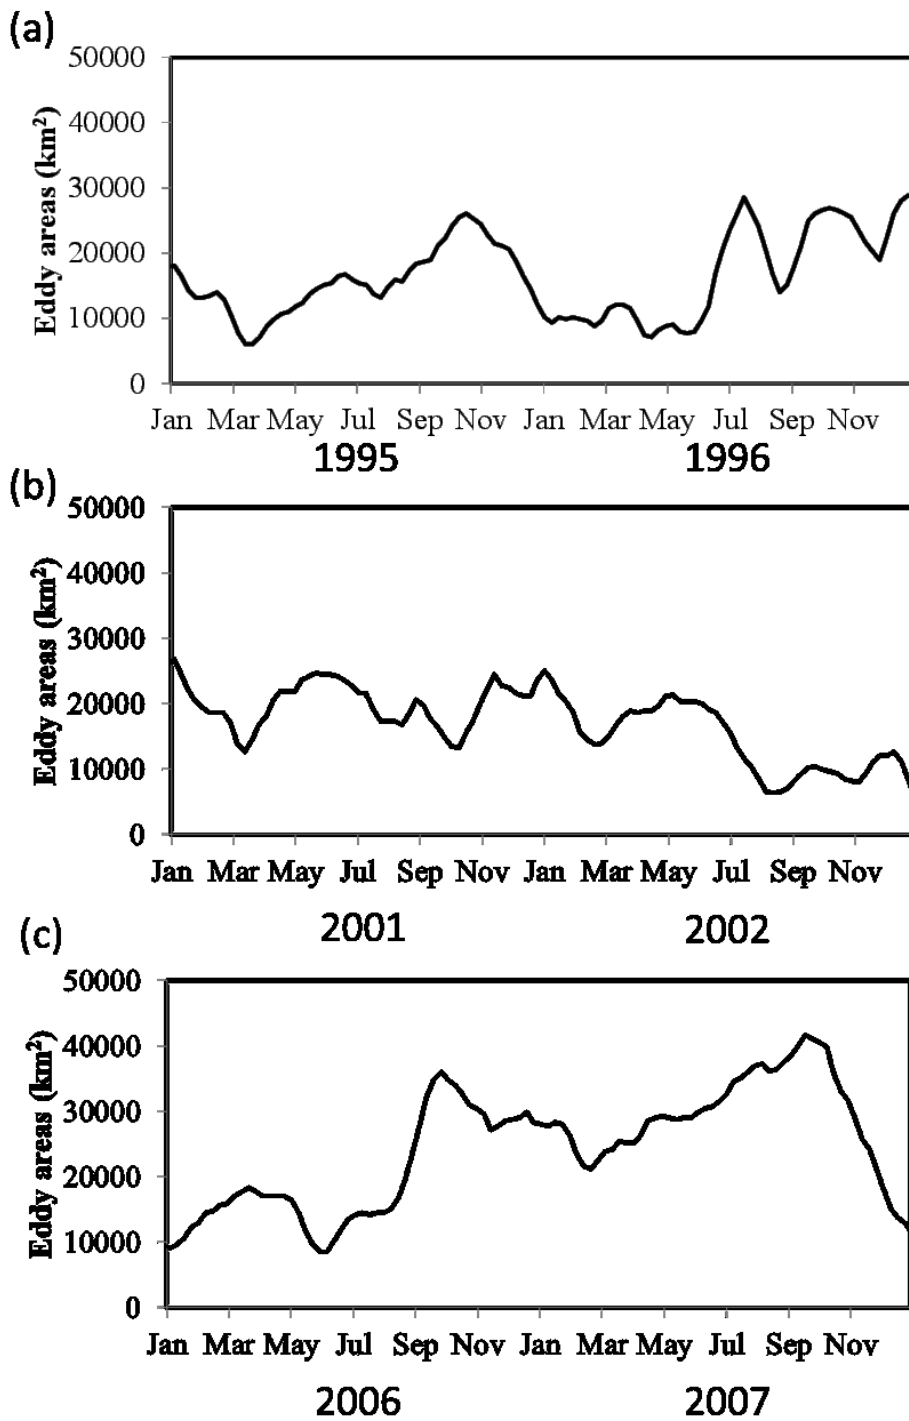 (a)
50000
40000
30000
20000
10000
0
Eddy areas (km²)
Jan Mar May Jul Sep Nov Jan Mar May Jul Sep Nov
1995 1996
(b)
50000
40000
30000
20000
10000
0
Eddy areas (km²)
Jan Mar May Jul Sep Nov Jan Mar May Jul Sep Nov
2001 2002
(c)
50000
40000
30000
20000
10000
0
Eddy areas (km²)
Jan Mar May Jul Sep Nov Jan Mar May Jul Sep Nov
2006 2007